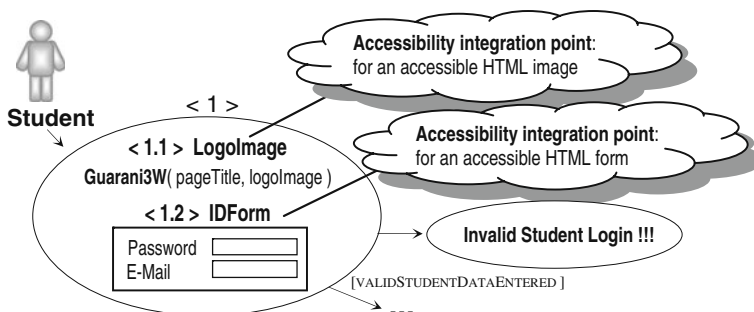 Accessibility integration point:
for an accessible HTML image
< 1 >
Student
Accessibility integration point:
for an accessible HTML form
< 1.1 > LogoImage
Guarani3W( pageTitle, logoImage )
< 1.2 > IDForm
Password
E-Mail
Invalid Student Login !!!
[VALIDSTUDENTDATAENTERED ]
---